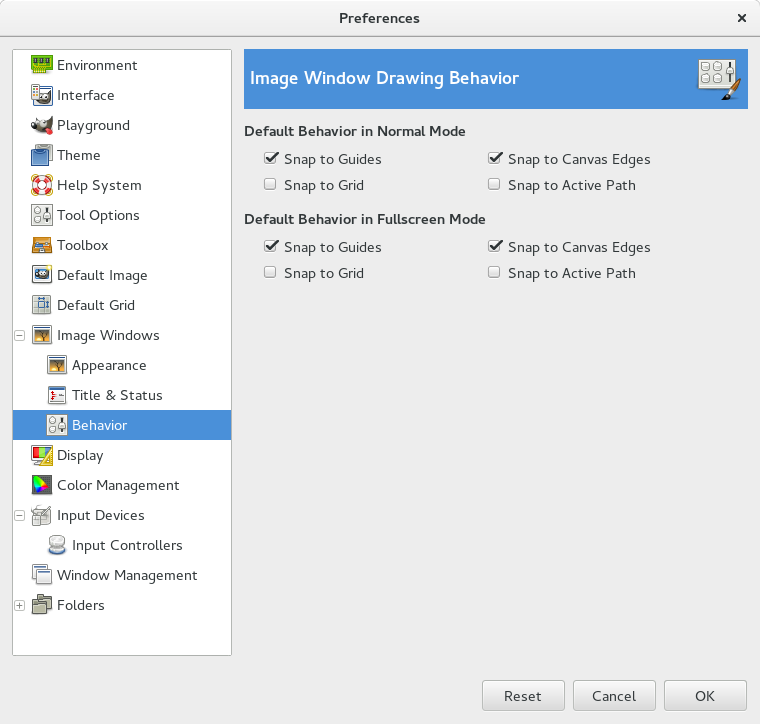 Preferences
Environment
Interface
Playground
Theme
Help System
Tool Options
Toolbox
Default Image
Default Grid
Image Windows
Appearance
Title & Status
Behavior
Display
Color Management
Input Devices
Input Controllers
Window Management
Folders
Image Window Drawing Behavior
Default Behavior in Normal Mode
Snap to Guides
Snap to Canvas Edges
Snap to Grid
Snap to Active Path
Default Behavior in Fullscreen Mode
Snap to Guides
Snap to Canvas Edges
Snap to Grid
Snap to Active Path
Reset
Cancel
OK